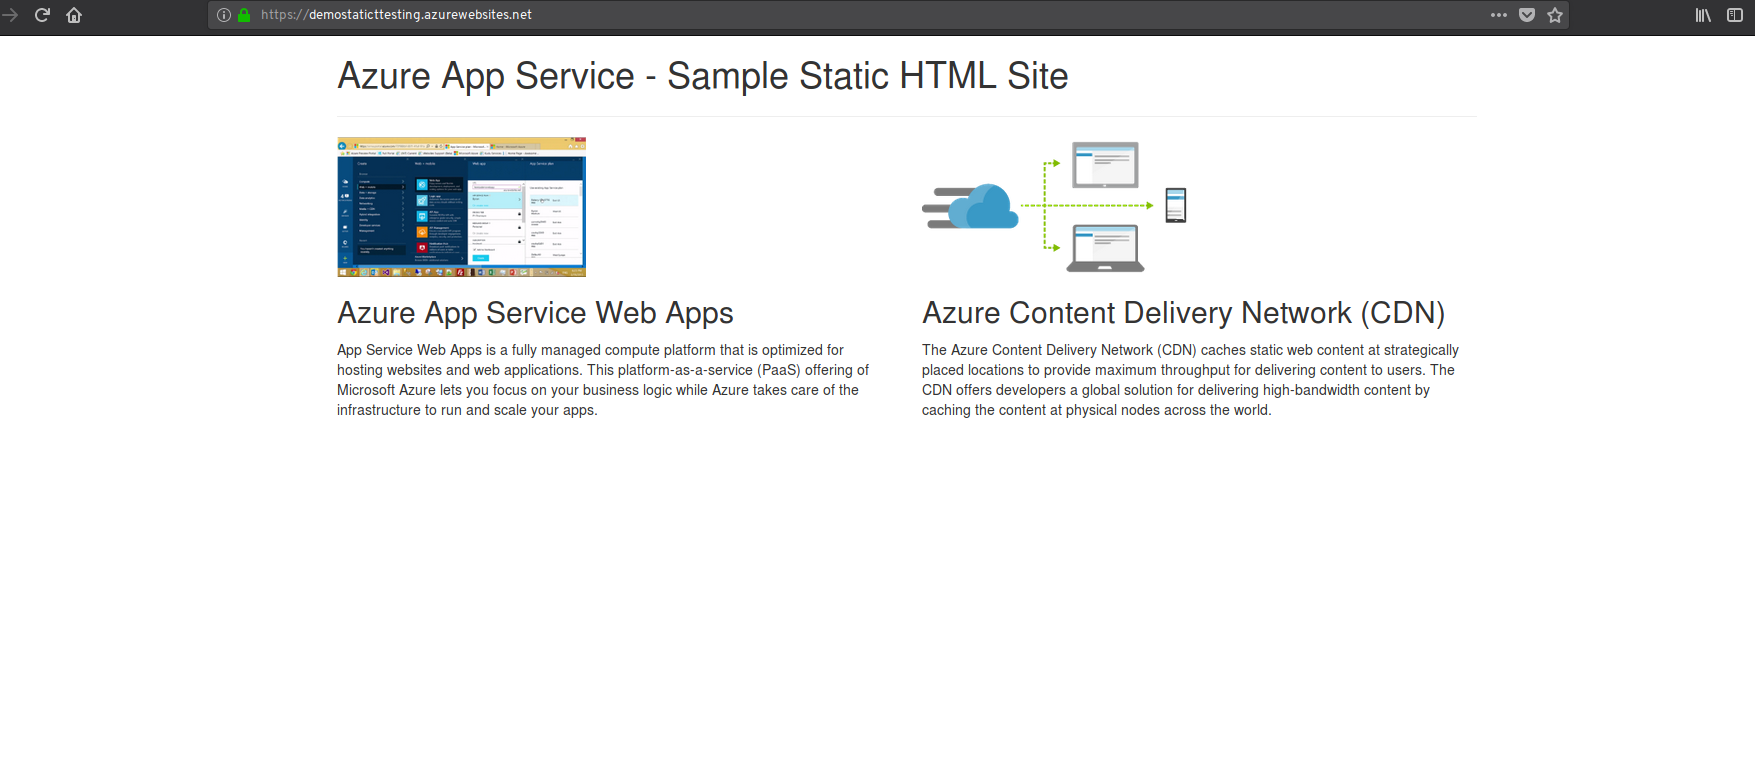 https://demostaticttesting.azurewebsites.net
Azure App Service - Sample Static HTML Site
Azure App Service Web Apps
App Service Web Apps is a fully managed compute platform that is optimized for
hosting websites and web applications. This platform-as-a-service (PaaS) offering of
Microsoft Azure lets you focus on your business logic while Azure takes care of the
infrastructure to run and scale your apps.
Azure Content Delivery Network (CDN)
The Azure Content Delivery Network (CDN) caches static web content at strategically
placed locations to provide maximum throughput for delivering content to users. The
CDN offers developers a global solution for delivering high-bandwidth content by
caching the content at physical nodes across the world.